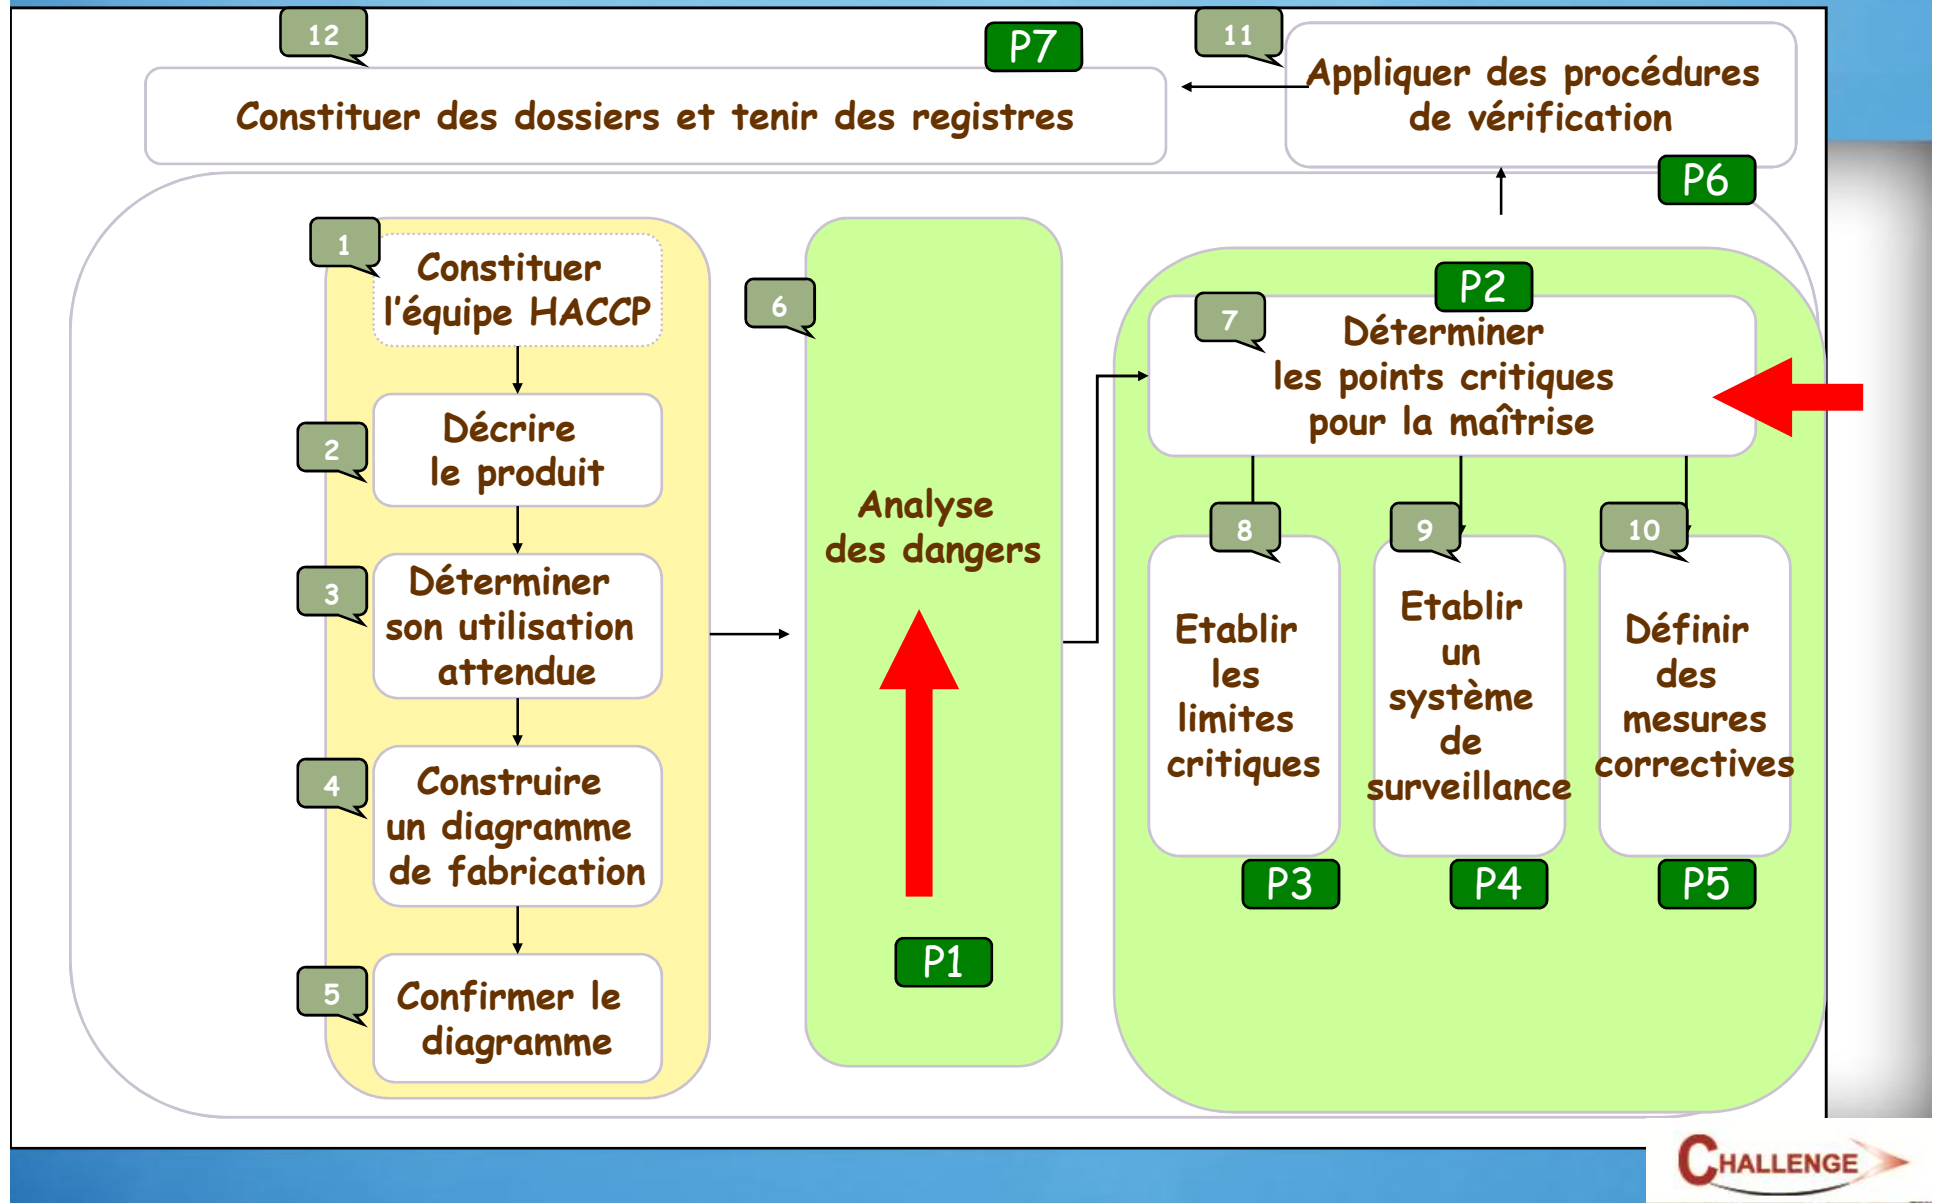 12
P7
11
Constituer des dossiers et tenir des registres
Appliquer des procédures
de vérification
P6
1
Constituer
l'équipe HACCP
2
Décrire
le produit
3
Déterminer
son utilisation
attendue
4
Construire
un diagramme
de fabrication
5
Confirmer le
diagramme
6
Analyse
des dangers
P1
P2
7
Déterminer
les points critiques
pour la maîtrise
8
Etablir
les
limites
critiques
P3
9
Etablir
un
système
de
surveillance
P4
10
Définir
des
mesures
correctives
P5
CHALLENGE